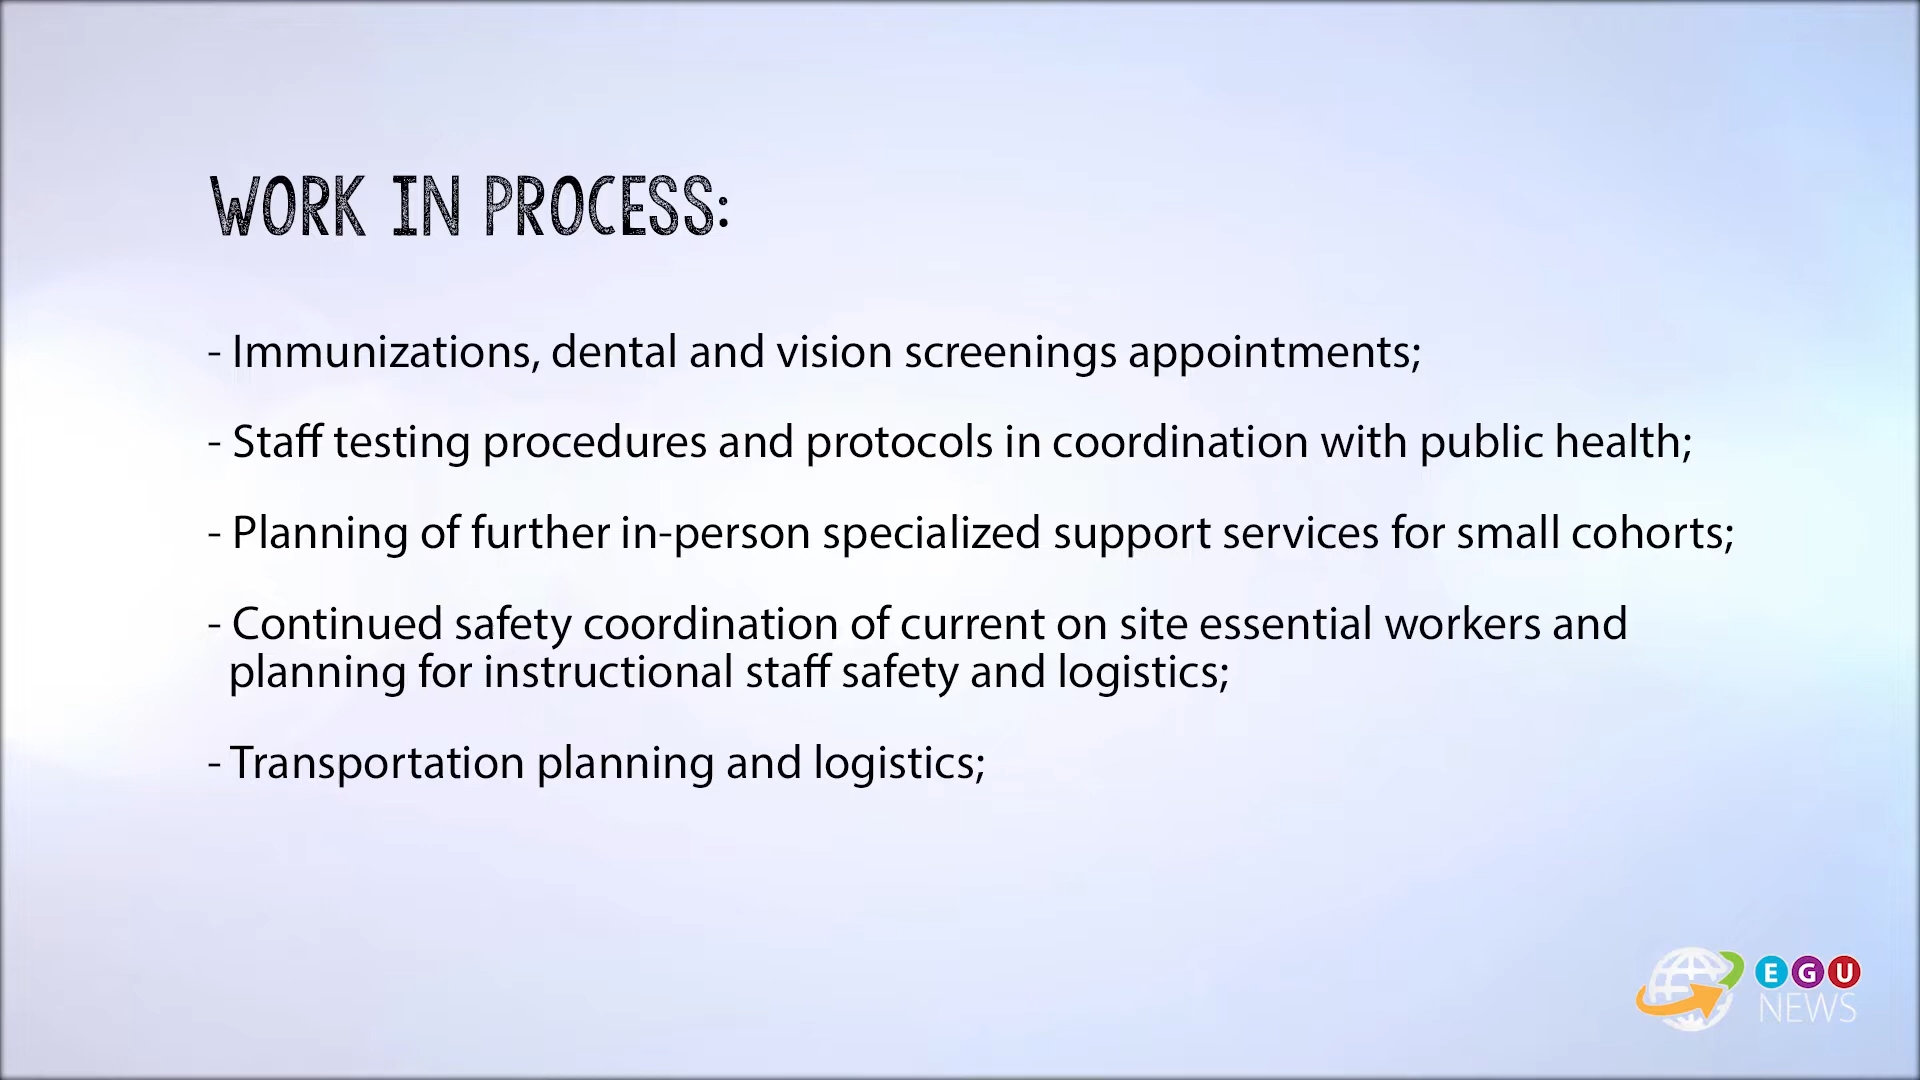 WORK IN PROCESS:
- Immunizations, dental and vision screenings appointments;
- Staff testing procedures and protocols in coordination with public health;
- Planning of further in-person specialized support services for small cohorts;
- Continued safety coordination of current on site essential workers and
planning for instructional staff safety and logistics;
- Transportation planning and logistics;
EGU
NEWS